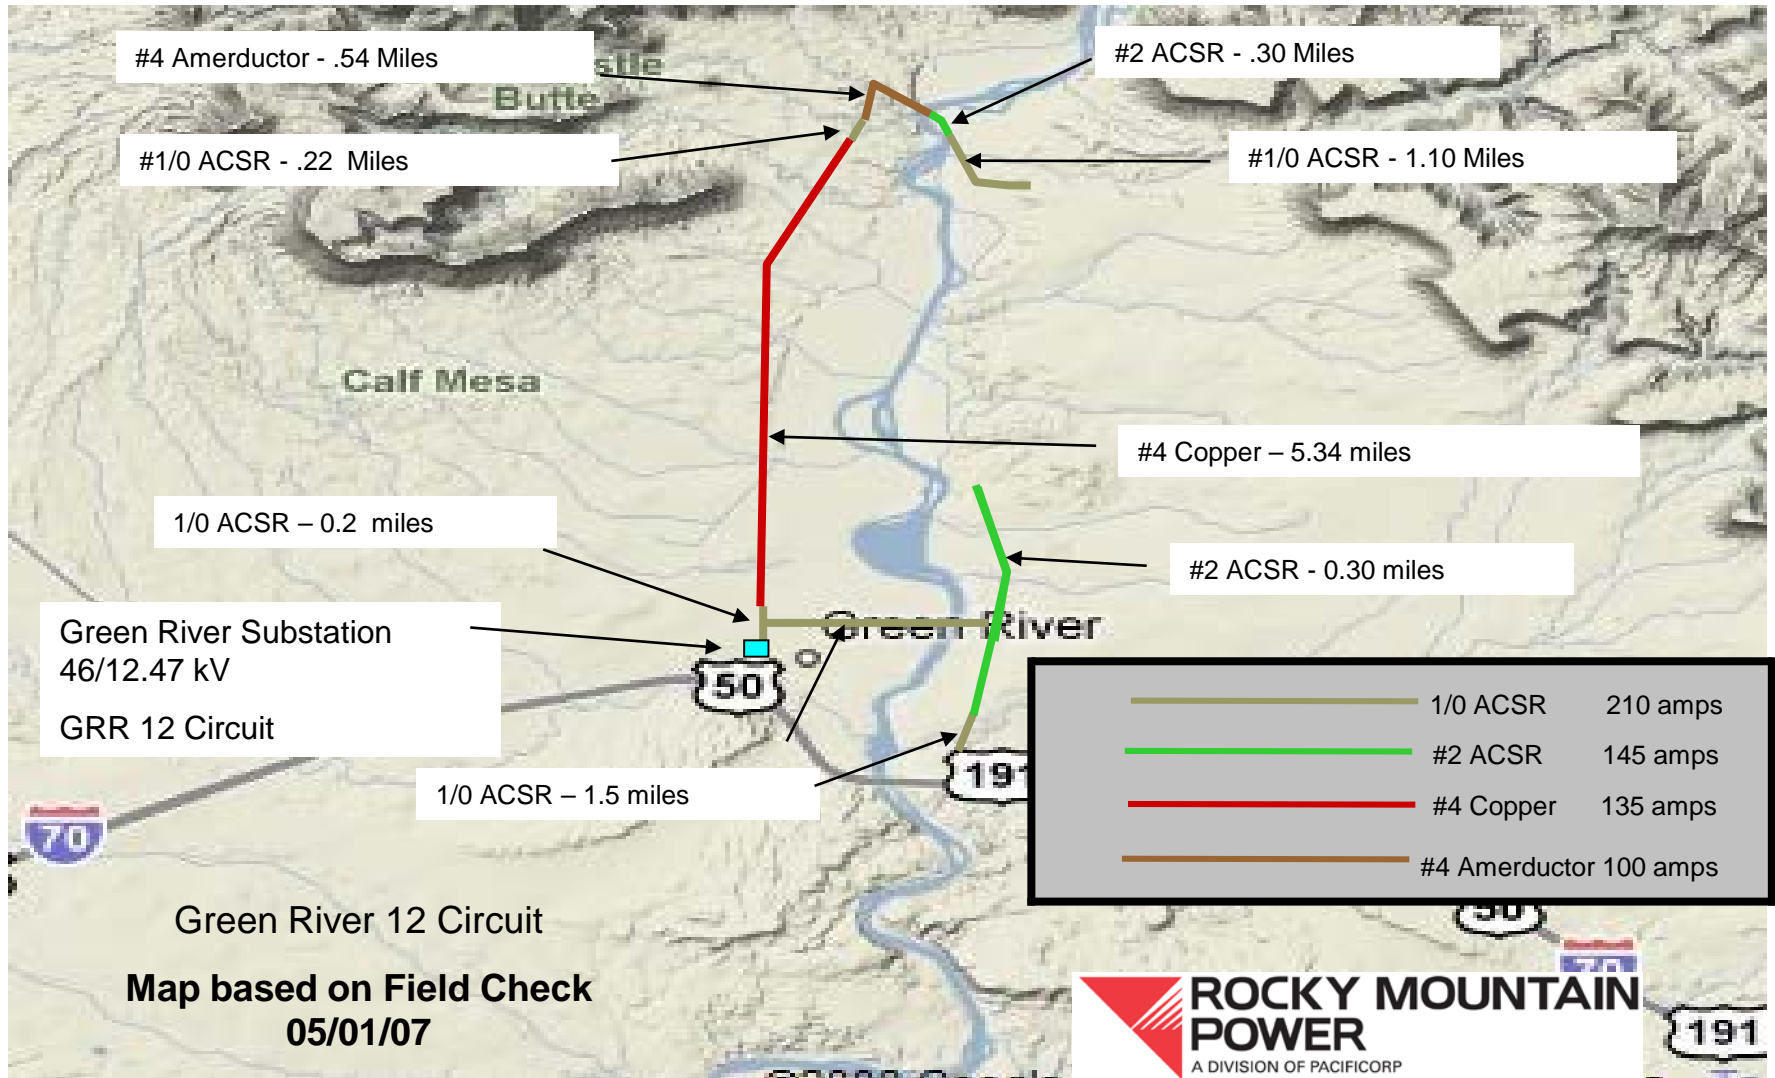 #4 Amerductor - .54 Miles
#2 ACSR - .30 Miles
Butte
#1/0 ACSR - .22 Miles
#1/0 ACSR - 1.10 Miles
Calf Mesa
#4 Copper – 5.34 miles
1/0 ACSR – 0.2 miles
#2 ACSR - 0.30 miles
Green River Substation
46/12.47 kV
GRR 12 Circuit
Green River
50
191
1/0 ACSR – 1.5 miles
70
1/0 ACSR 210 amps
#2 ACSR 145 amps
#4 Copper 135 amps
#4 Amerductor 100 amps
50
70
191
Green River 12 Circuit
Map based on Field Check
05/01/07
ROCKY MOUNTAIN
POWER
A DIVISION OF PACIFICORP